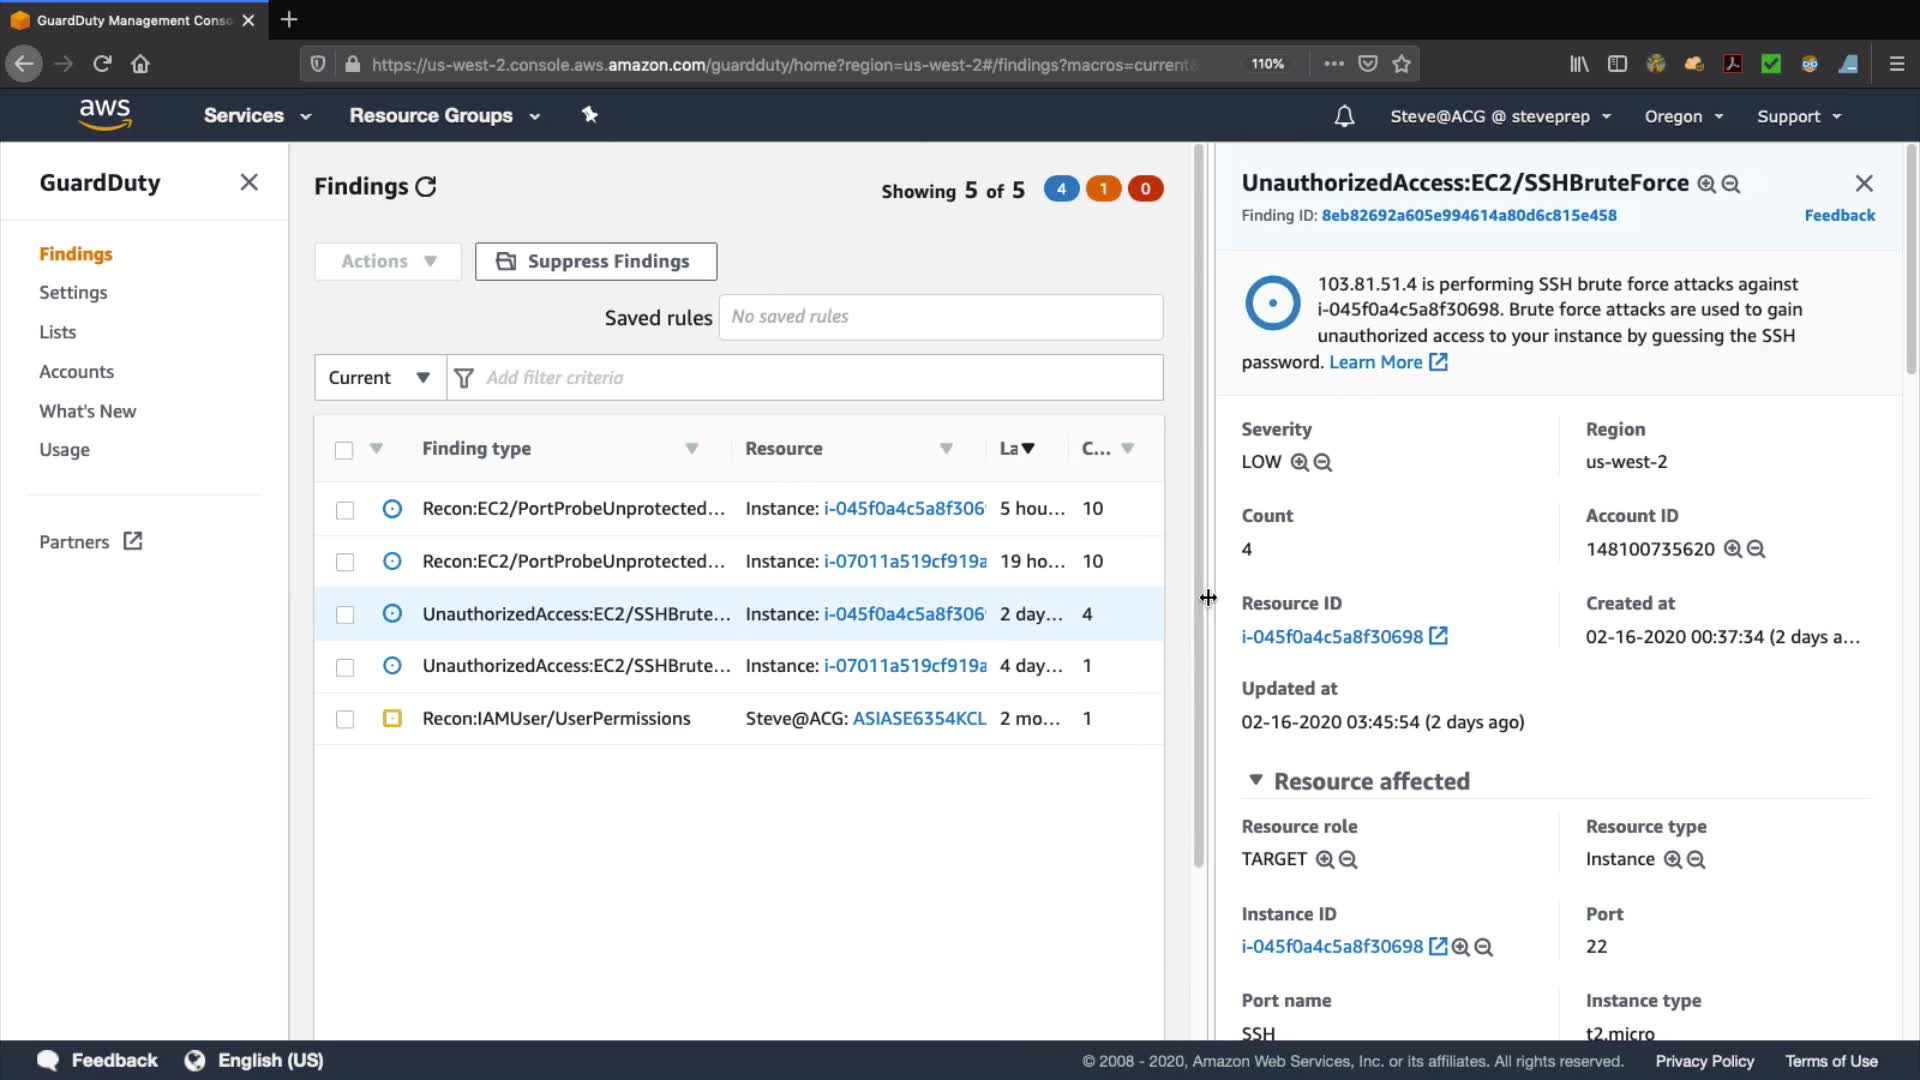 GuardDuty Management Conso
https://us-west-2.console.aws.amazon.com/guardduty/home?region=us-west-2#/findings?macros=current&
110%
aws
Services
Resource Groups
Steve@ACG @ steveprep
Oregon
Support
GuardDuty
Findings
Settings
Lists
Accounts
What's New
Usage
Partners
Findings
Showing 5 of 5
4
1
0
Actions
Suppress Findings
Saved rules
No saved rules
Current
Add filter criteria
Finding type
Resource
La
C...
Recon:EC2/PortProbeUnprotected...
Instance: i-045f0a4c5a8f306
5 hou...
10
Recon:EC2/PortProbeUnprotected...
Instance: i-07011a519cf919a
19 ho...
10
UnauthorizedAccess:EC2/SSHBrute...
Instance: i-045f0a4c5a8f306
2 day...
4
UnauthorizedAccess:EC2/SSHBrute...
Instance: i-07011a519cf919a
4 day...
1
Recon:IAMUser/UserPermissions
Steve@ACG: ASIASE6354KCL
2 mo...
1
UnauthorizedAccess:EC2/SSHBruteForce
Finding ID: 8eb82692a605e994614a80d6c815e458
Feedback
103.81.51.4 is performing SSH brute force attacks against
i-045f0a4c5a8f30698. Brute force attacks are used to gain
unauthorized access to your instance by guessing the SSH
password. Learn More
Severity
LOW
Region
us-west-2
Count
4
Account ID
148100735620
Resource ID
i-045f0a4c5a8f30698
Created at
02-16-2020 00:37:34 (2 days a...
Updated at
02-16-2020 03:45:54 (2 days ago)
Resource affected
Resource role
TARGET
Resource type
Instance
Instance ID
i-045f0a4c5a8f30698
Port
22
Port name
SSH
Instance type
t2.micro
Feedback
English (US)
© 2008 - 2020, Amazon Web Services, Inc. or its affiliates. All rights reserved.
Privacy Policy
Terms of Use